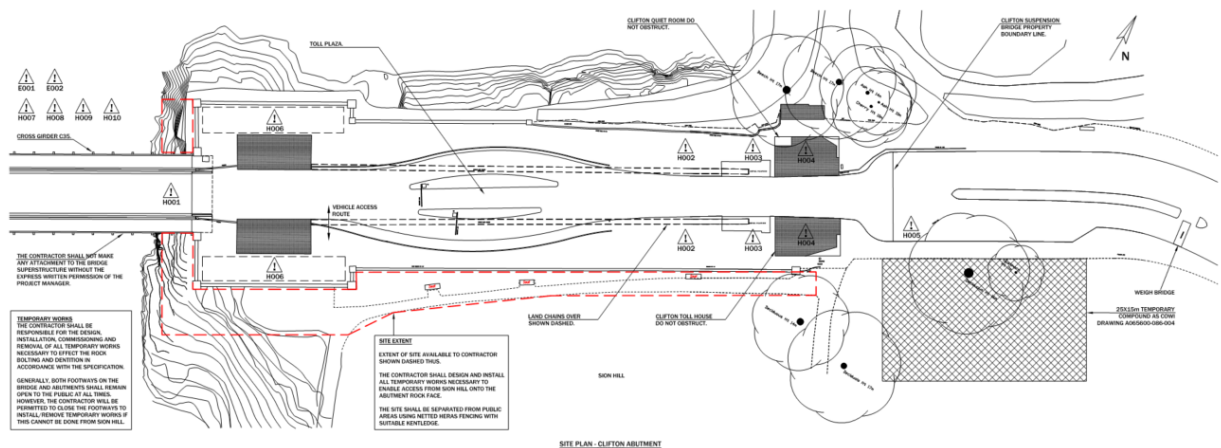 CLIFTON QUIET ROOM DO
NOT OBSTRUCT.
CLIFTON SUSPENSION
BRIDGE PROPERTY
BOUNDARY LINE.
TOLL PLAZA.
N
E001 E002
H007 H008 H009 H010
CROSS GIRDER C35.
H006
H002 H003 H004
H001
VEHICLE ACCESS
ROUTE
H002 H003 H004
H005
H006
THE CONTRACTOR SHALL NOT MAKE
ANY ATTACHMENT TO THE BRIDGE
SUPERSTRUCTURE WITHOUT THE
EXPRESS WRITTEN PERMISSION OF THE
PROJECT MANAGER.
WEIGH BRIDGE
25X15m TEMPORARY
COMPOUND AS COWI
DRAWING A065600-086-004
LAND CHAINS OVER
SHOWN DASHED.
CLIFTON TOLL HOUSE
DO NOT OBSTRUCT.
TEMPORARY WORKS
THE CONTRACTOR SHALL BE
RESPONSIBLE FOR THE DESIGN,
INSTALLATION, COMMISSIONING AND
REMOVAL OF ALL TEMPORARY WORKS
NECESSARY TO EFFECT THE ROCK
BOLTING AND DENTITION IN
ACCORDANCE WITH THE SPECIFICATION.
GENERALLY, BOTH FOOTWAYS ON THE
BRIDGE AND ABUTMENTS SHALL REMAIN
OPEN TO THE PUBLIC AT ALL TIMES.
HOWEVER, THE CONTRACTOR WILL BE
PERMITTED TO CLOSE THE FOOTWAYS TO
INSTALL/REMOVE TEMPORARY WORKS IF
THIS CANNOT BE DONE FROM SION HILL.
SITE EXTENT
EXTENT OF SITE AVAILABLE TO CONTRACTOR
SHOWN DASHED THUS.
THE CONTRACTOR SHALL DESIGN AND INSTALL
ALL TEMPORARY WORKS NECESSARY TO
ENABLE ACCESS FROM SION HILL ONTO THE
ABUTMENT ROCK FACE.
THE SITE SHALL BE SEPARATED FROM PUBLIC
AREAS USING NETTED HERAS FENCING WITH
SUITABLE KENTLEDGE.
SION HILL
SITE PLAN - CLIFTON ABUTMENT